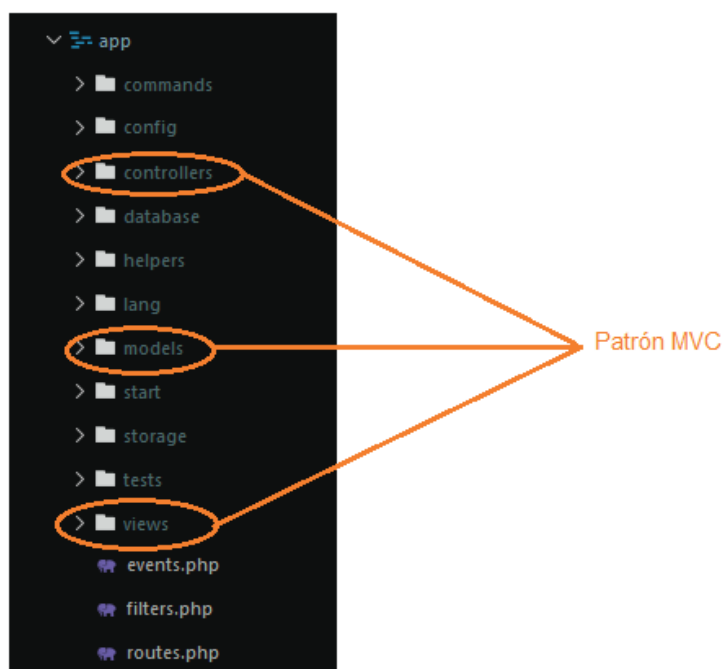 app
commands
config
controllers
database
helpers
lang
models
Patrón MVC
start
storage
tests
views
events.php
filters.php
routes.php